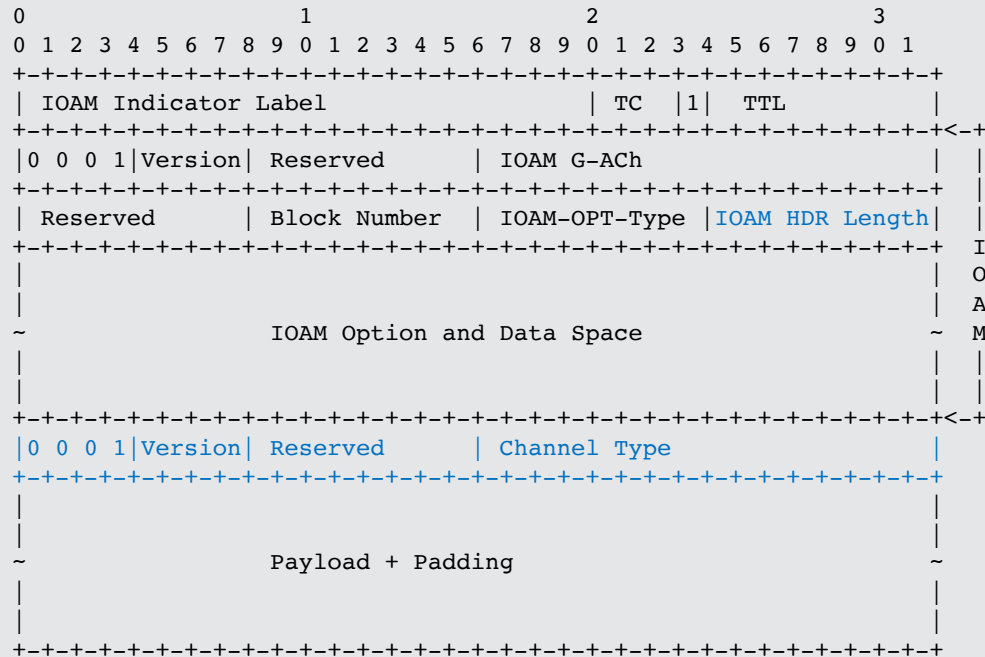 0                   1                   2                   3
0 1 2 3 4 5 6 7 8 9 0 1 2 3 4 5 6 7 8 9 0 1 2 3 4 5 6 7 8 9 0 1
+-+-+-+-+-+-+-+-+-+-+-+-+-+-+-+-+-+-+-+-+-+-+-+-+-+-+-+-+-+-+-+-+
| IOAM Indicator Label                  | TC  |1|  TTL          |
+-+-+-+-+-+-+-+-+-+-+-+-+-+-+-+-+-+-+-+-+-+-+-+-+-+-+-+-+-+-+-+-+<-+
|0 0 0 1|Version| Reserved      | IOAM G-ACh                    |  |
+-+-+-+-+-+-+-+-+-+-+-+-+-+-+-+-+-+-+-+-+-+-+-+-+-+-+-+-+-+-+-+-+  |
| Reserved      | Block Number  | IOAM-OPT-Type |IOAM HDR Length|  |
+-+-+-+-+-+-+-+-+-+-+-+-+-+-+-+-+-+-+-+-+-+-+-+-+-+-+-+-+-+-+-+-+  I
|                                                               |  O
|                                                               |  A
~                 IOAM Option and Data Space                    ~  M
|                                                               |  |
|                                                               |  |
+-+-+-+-+-+-+-+-+-+-+-+-+-+-+-+-+-+-+-+-+-+-+-+-+-+-+-+-+-+-+-+-+<-+
|0 0 0 1|Version| Reserved      | Channel Type                  |
+-+-+-+-+-+-+-+-+-+-+-+-+-+-+-+-+-+-+-+-+-+-+-+-+-+-+-+-+-+-+-+-+
|                                                               |
|                                                               |
~                 Payload + Padding                             ~
|                                                               |
|                                                               |
+-+-+-+-+-+-+-+-+-+-+-+-+-+-+-+-+-+-+-+-+-+-+-+-+-+-+-+-+-+-+-+-+